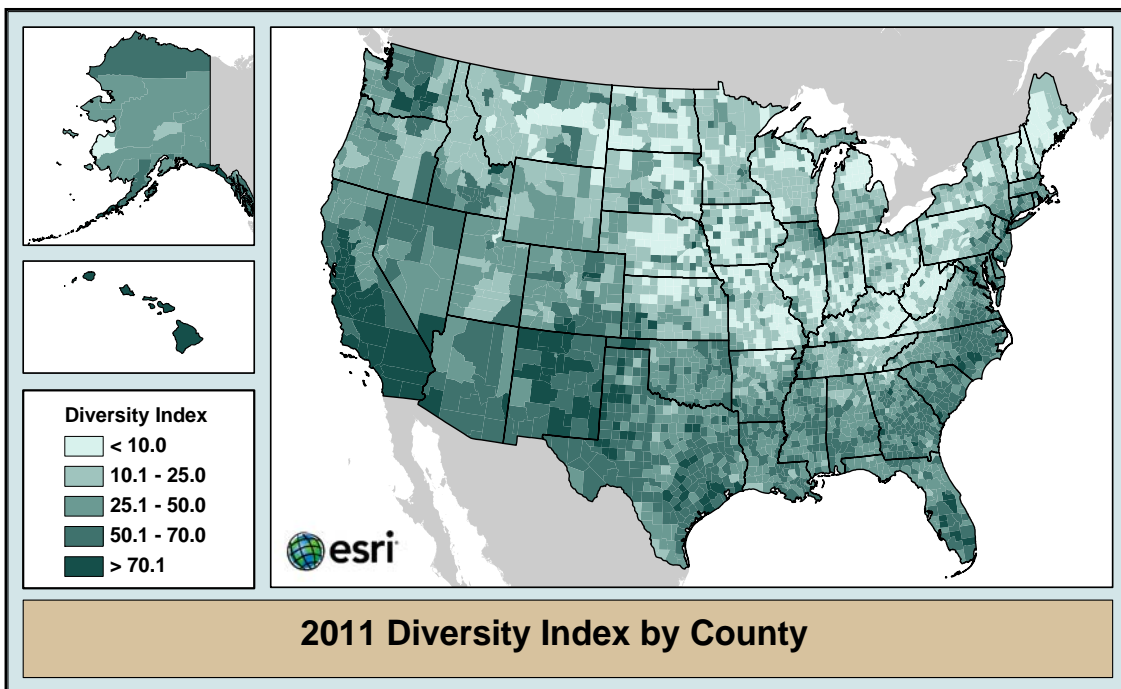 Diversity Index
< 10.0
10.1 - 25.0
25.1 - 50.0
50.1 - 70.0
> 70.1
esri
2011 Diversity Index by County